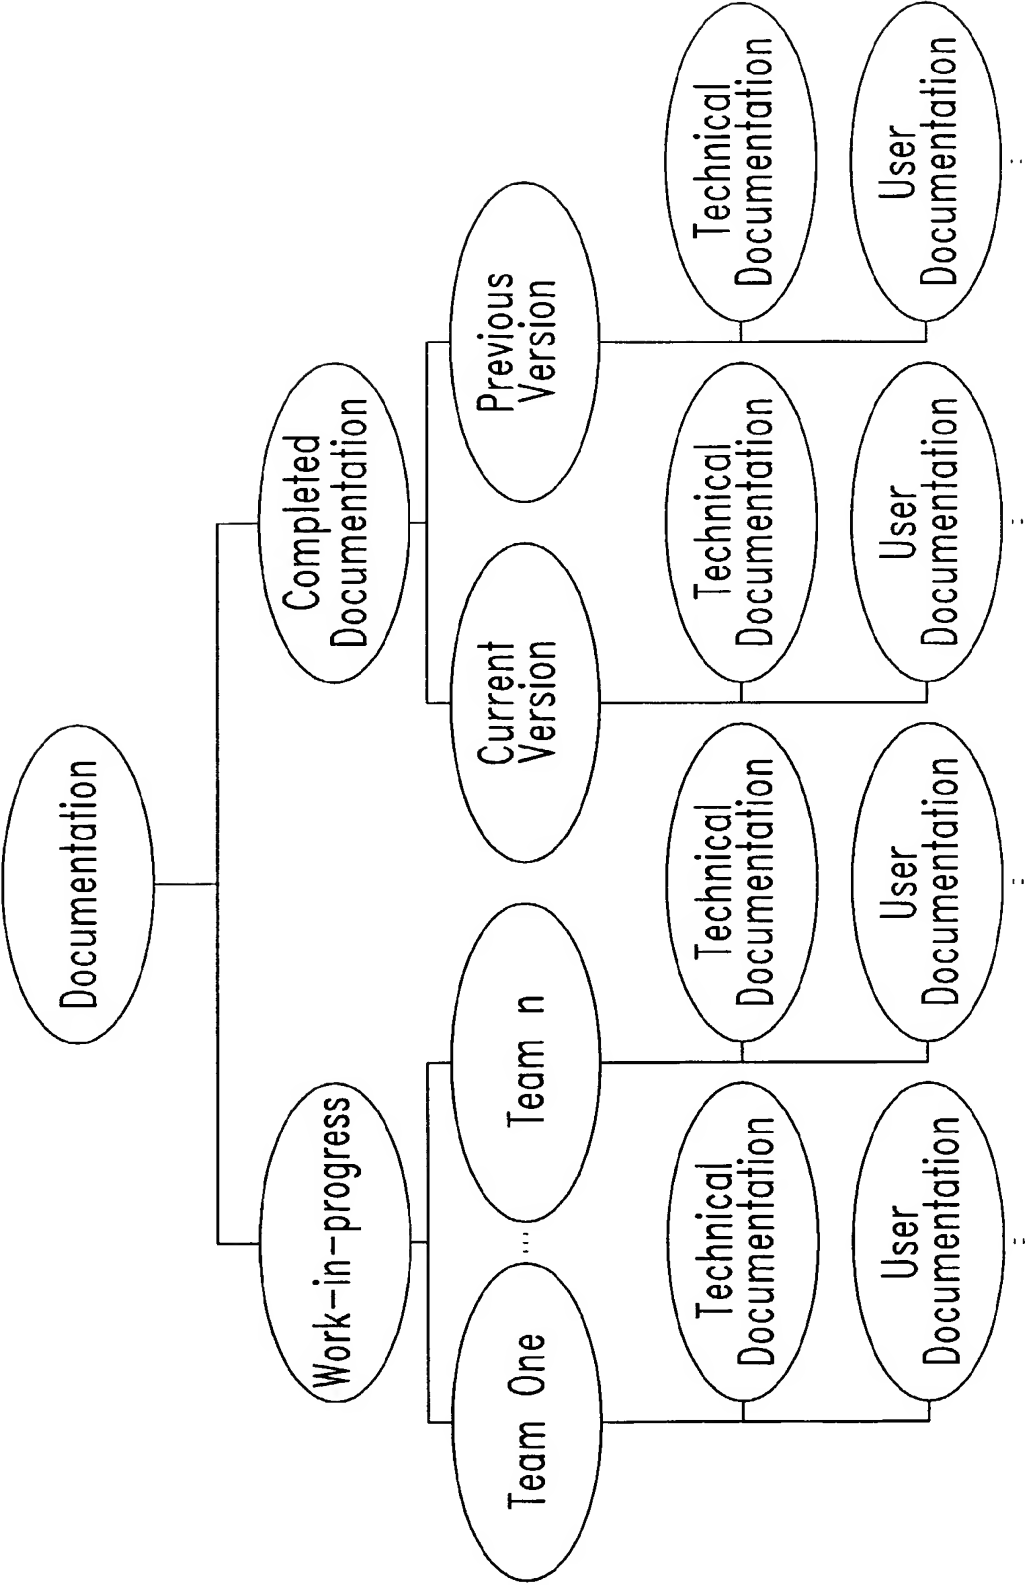 Documentation
Work-in-progress
Completed
Documentation
Team One
.....
Team n
Current
Version
Previous
Version
Technical
Documentation
Technical
Documentation
Technical
Documentation
Technical
Documentation
User
Documentation
User
Documentation
User
Documentation
User
Documentation